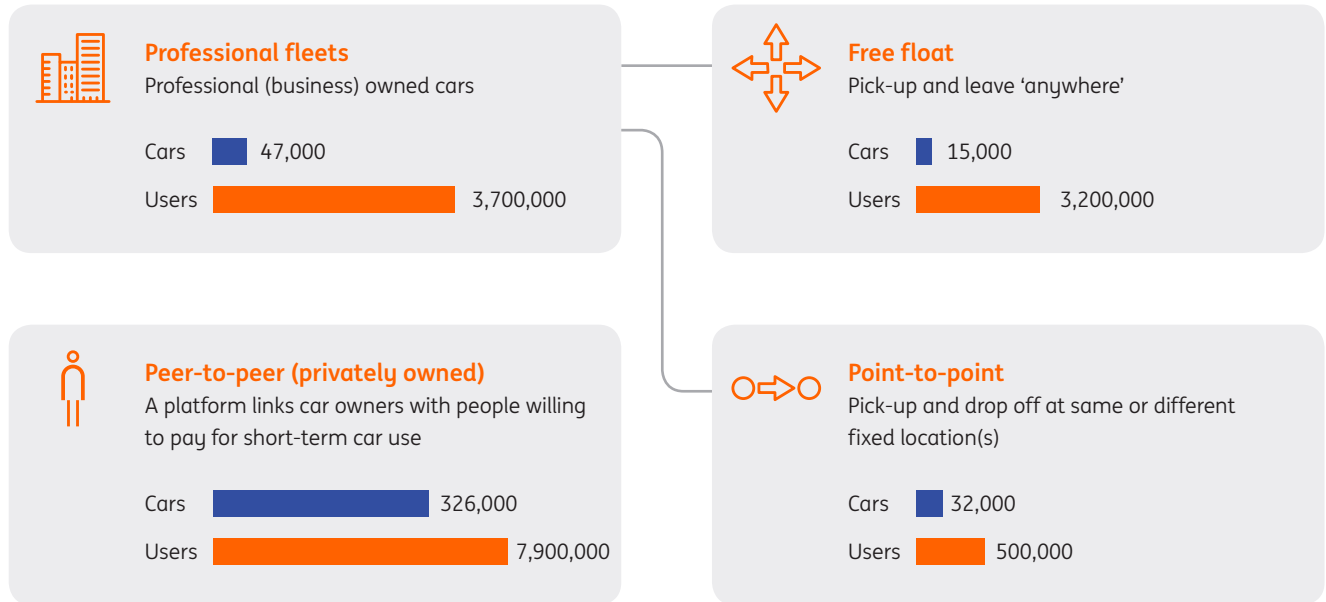 Professional fleets
Professional (business) owned cars
Cars 47,000
Users 3,700,000
Free float
Pick-up and leave ‘anywhere’
Cars 15,000
Users 3,200,000
Peer-to-peer (privately owned)
A platform links car owners with people willing
to pay for short-term car use
Cars 326,000
Users 7,900,000
Point-to-point
Pick-up and drop off at same or different
fixed location(s)
Cars 32,000
Users 500,000